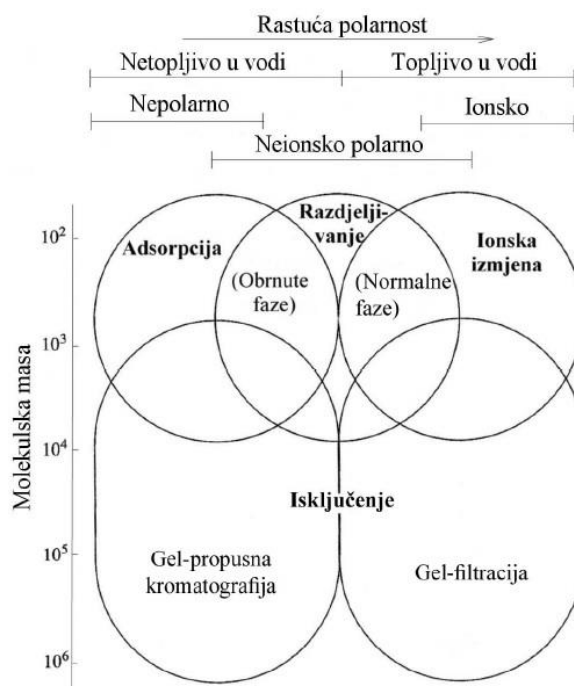 Rastuća polarnost
Netopljivo u vodi
Topljivo u vodi
Nepolarno
Ionsko
Neionsko polarno
Molekulska masa
10²
10³
10⁴
10⁵
10⁶
Adsorpcija
Razdjelji-
vanje
Ionska
izmjena
(Obrnute
faze)
(Normalne
faze)
Isključenje
Gel-propusna
kromatografija
Gel-filtracija